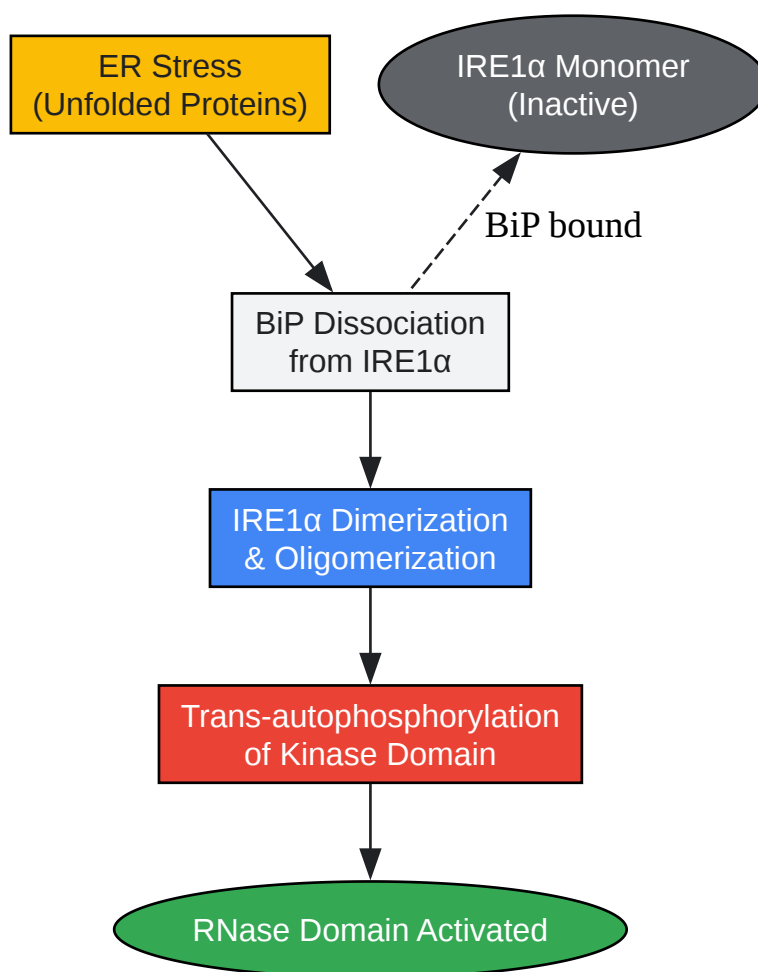 ER Stress
(Unfolded Proteins)
IRE1α Monomer
(Inactive)
BiP bound
BiP Dissociation
from IRE1α
IRE1α Dimerization
& Oligomerization
Trans-autophosphorylation
of Kinase Domain
RNase Domain Activated